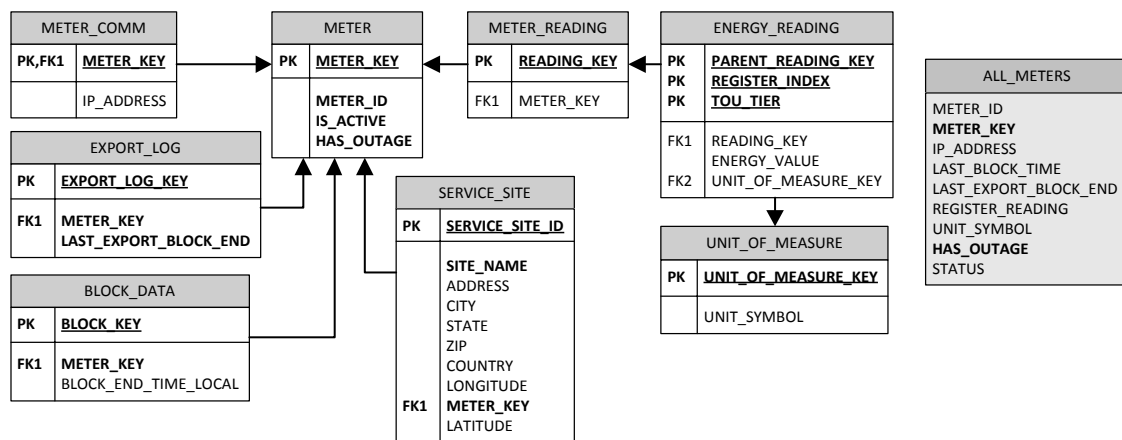 METER_COMM
PK,FK1 METER_KEY
IP_ADDRESS
METER
PK METER_KEY
METER_ID
IS_ACTIVE
HAS_OUTAGE
METER_READING
PK READING_KEY
FK1 METER_KEY
ENERGY_READING
PK PARENT_READING_KEY
PK REGISTER_INDEX
PK TOU_TIER
FK1 READING_KEY
ENERGY_VALUE
FK2 UNIT_OF_MEASURE_KEY
ALL_METERS
METER_ID
METER_KEY
IP_ADDRESS
LAST_BLOCK_TIME
LAST_EXPORT_BLOCK_END
REGISTER_READING
UNIT_SYMBOL
HAS_OUTAGE
STATUS
EXPORT_LOG
PK EXPORT_LOG_KEY
FK1 METER_KEY
LAST_EXPORT_BLOCK_END
SERVICE_SITE
PK SERVICE_SITE_ID
SITE_NAME
ADDRESS
CITY
STATE
ZIP
COUNTRY
LONGITUDE
FK1 METER_KEY
LATITUDE
UNIT_OF_MEASURE
PK UNIT_OF_MEASURE_KEY
UNIT_SYMBOL
BLOCK_DATA
PK BLOCK_KEY
FK1 METER_KEY
BLOCK_END_TIME_LOCAL